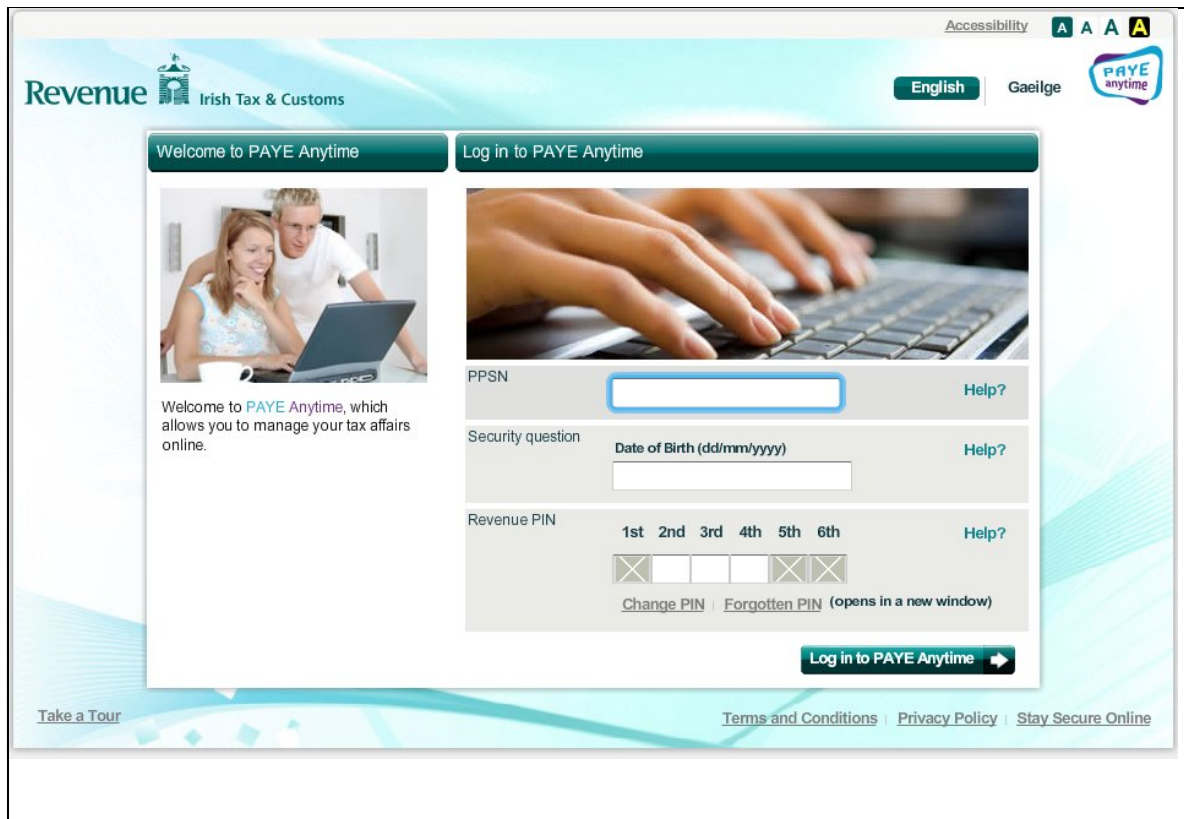 Accessibility A A A A
Revenue Irish Tax & Customs
English Gaeilge
PAYE
anytime
Welcome to PAYE Anytime
Log in to PAYE Anytime
Welcome to PAYE Anytime, which
allows you to manage your tax affairs
online.
PPSN
Help?
Security question
Date of Birth (dd/mm/yyyy)
Help?
Revenue PIN
1st 2nd 3rd 4th 5th 6th
Help?
Change PIN Forgotten PIN (opens in a new window)
Log in to PAYE Anytime
Take a Tour
Terms and Conditions Privacy Policy Stay Secure Online